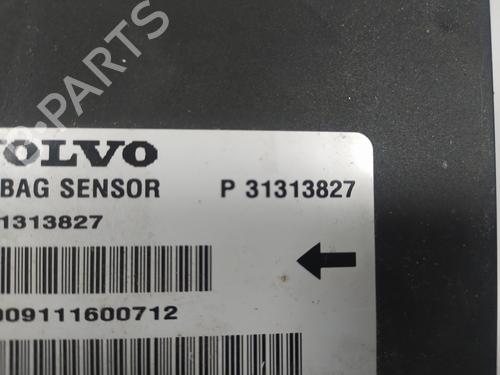 B PARTS
VOLVO
BAG SENSOR P 31313827
1313827
009111600712